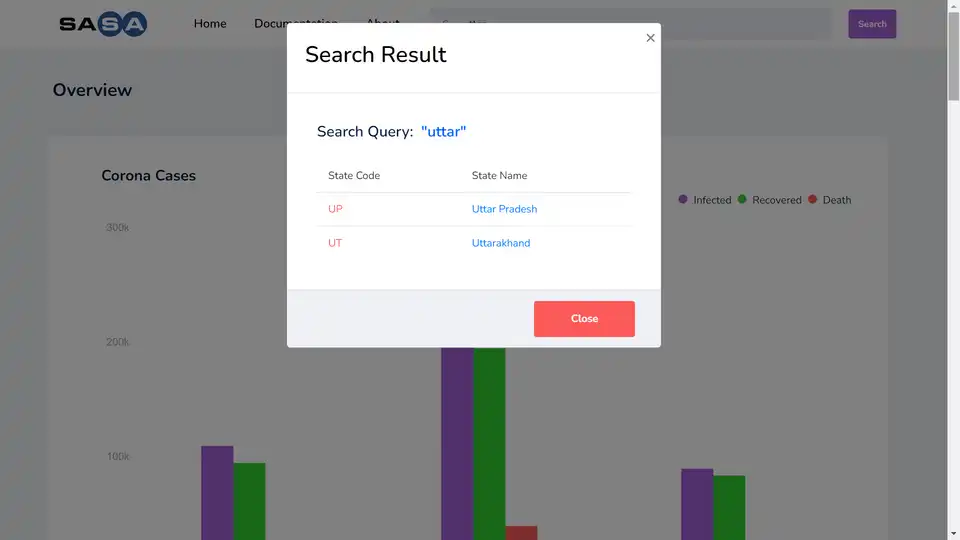 SASA
Home Documentation About Search
Search Result
×
Overview
Search Query: "uttar"
Corona Cases
State Code State Name
Infected Recovered Death
UP Uttar Pradesh
300k
UT Uttarakhand
Close
200k
100k